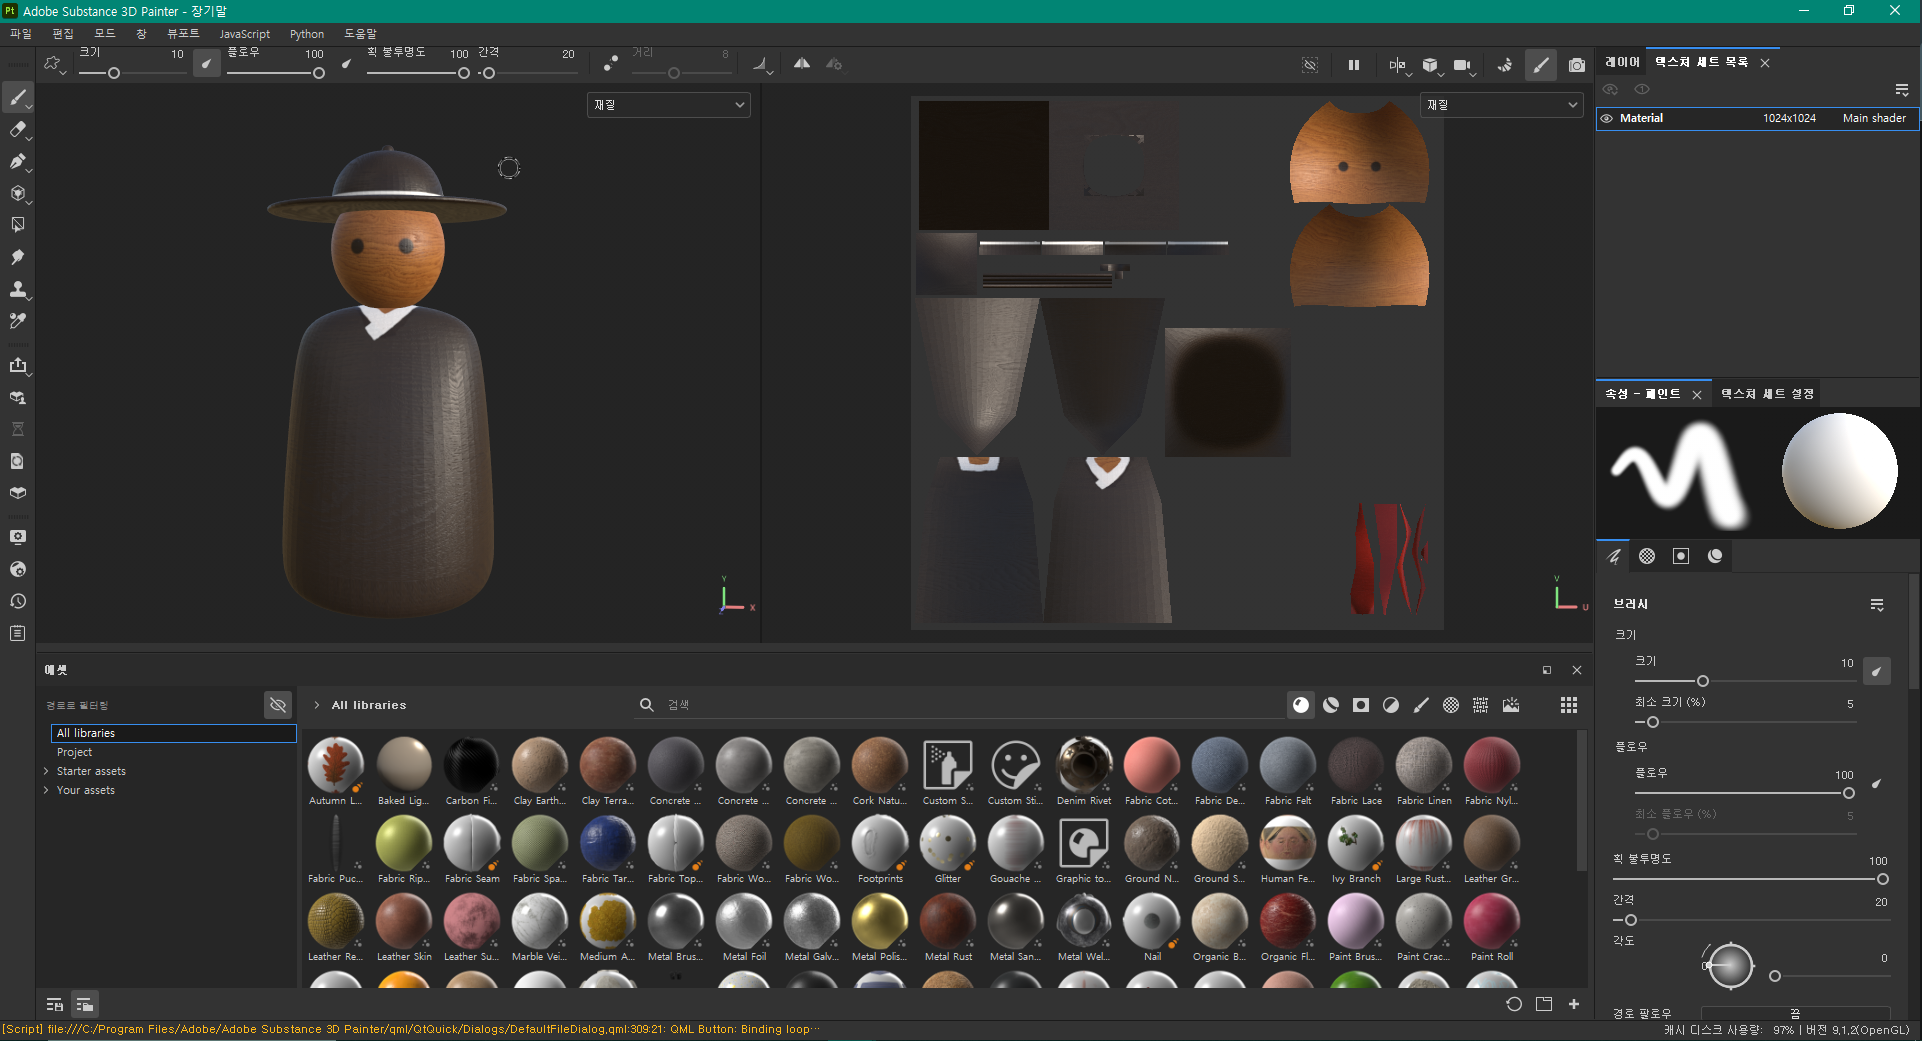 Pt Adobe Substance 3D Painter - 장기말
파일 편집 모드 창 뷰포트 JavaScript Python 도움말
크기 10 플로우 100 획 불투명도 100 간격 20 거리 8
재질 재질
Y X Z
V U
레이어 텍스처 세트 목록
Material 1024x1024 Main shader
속성 - 페인트 텍스처 세트 설정
브러시
크기
크기 10
최소 크기 (%) 5
플로우
플로우 100
최소 플로우 (%) 5
획 불투명도 100
간격 20
각도
0 0
경로 팔로우 끔
에셋
경로로 필터링 All libraries 검색
All libraries
Project
Starter assets
Your assets
Autumn L... Baked Lig... Carbon Fi... Clay Earth... Clay Terra... Concrete ... Concrete ... Concrete ... Cork Natu... Custom S... Custom Sti... Denim Rivet Fabric Cot... Fabric De... Fabric Felt Fabric Lace Fabric Linen Fabric Nyl...
Fabric Puc... Fabric Rip... Fabric Seam Fabric Spa... Fabric Tar... Fabric Top... Fabric Wo... Fabric Wo... Footprints Glitter Gouache ... Graphic to... Ground N... Ground S... Human Fe... Ivy Branch Large Rust... Leather Gr...
Leather Re... Leather Skin Leather Su... Marble Vei... Medium A... Metal Brus... Metal Foil Metal Galv... Metal Polis... Metal Rust Metal San... Metal Wel... Nail Organic B... Organic Fl... Paint Brus... Paint Crac... Paint Roll
[Script] file:///C:/Program Files/Adobe/Adobe Substance 3D Painter/qml/QtQuick/Dialogs/DefaultFileDialog.qml:309:21: QML Button: Binding loop...
캐시 디스크 사용량: 97% | 버전 9.1.2(OpenGL)